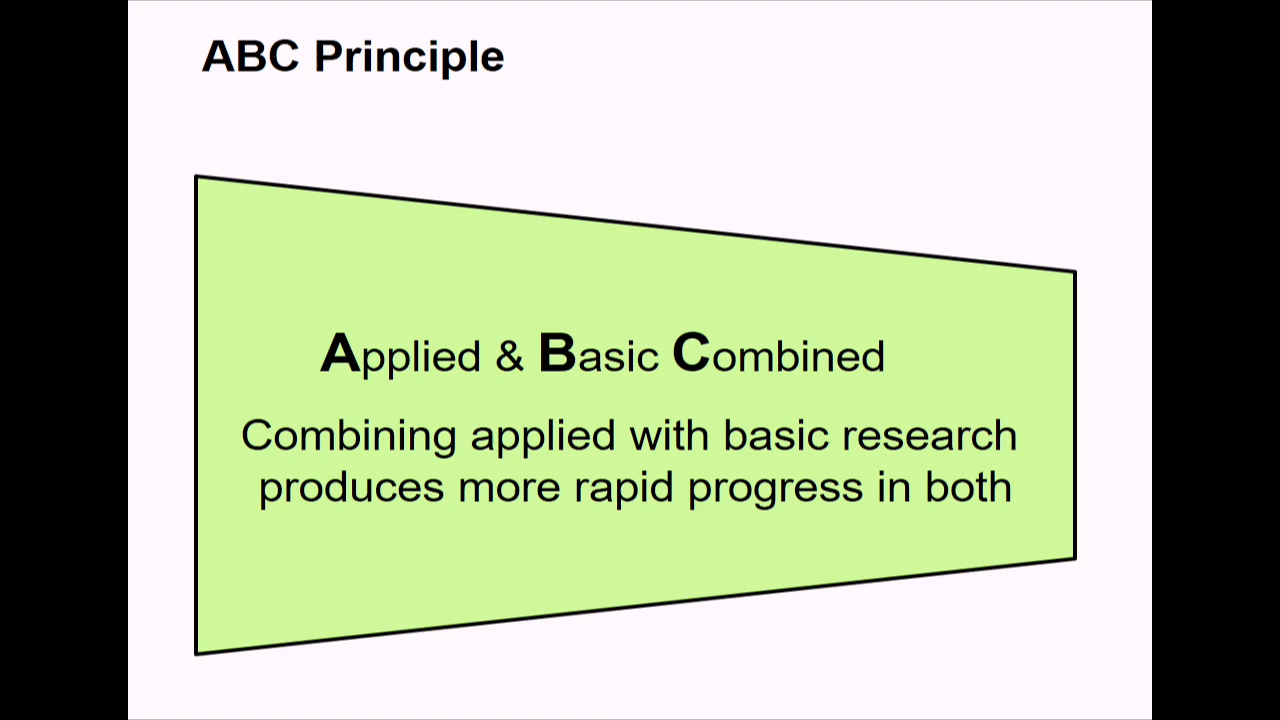 ABC Principle
Applied & Basic Combined
Combining applied with basic research
produces more rapid progress in both